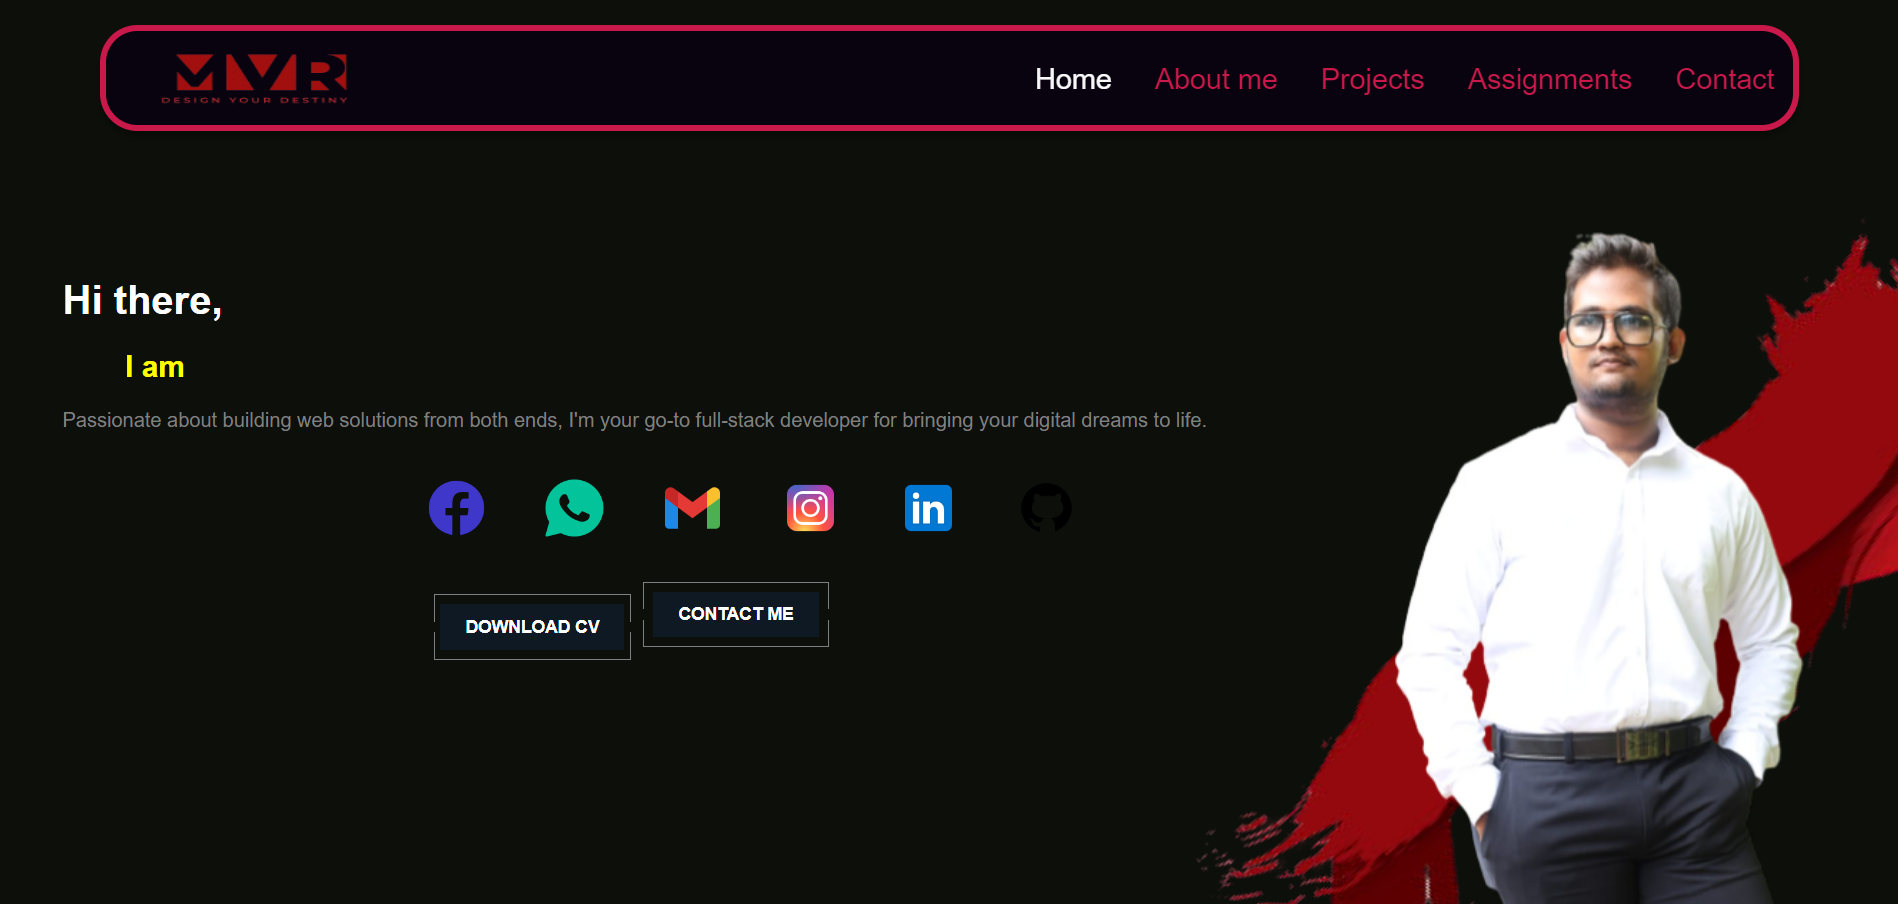 MVR
DESIGN YOUR DESTINY
Home About me Projects Assignments Contact
Hi there,
I am
Passionate about building web solutions from both ends, I'm your go-to full-stack developer for bringing your digital dreams to life.
in
DOWNLOAD CV
CONTACT ME